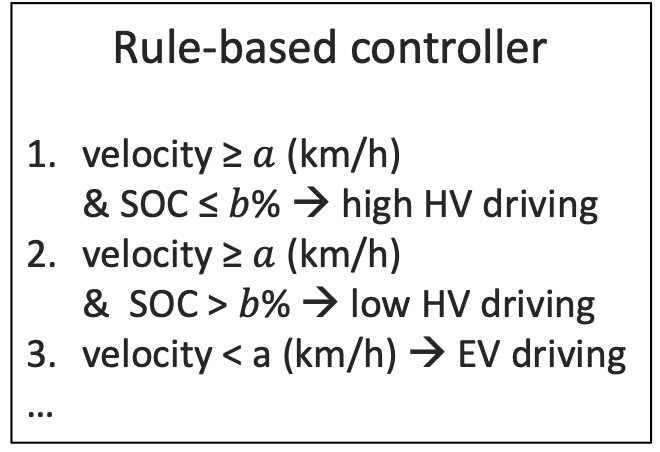 Rule-based controller
1. velocity ≥ a (km/h)
& SOC ≤ b% → high HV driving
2. velocity ≥ a (km/h)
& SOC > b% → low HV driving
3. velocity < a (km/h) → EV driving
...